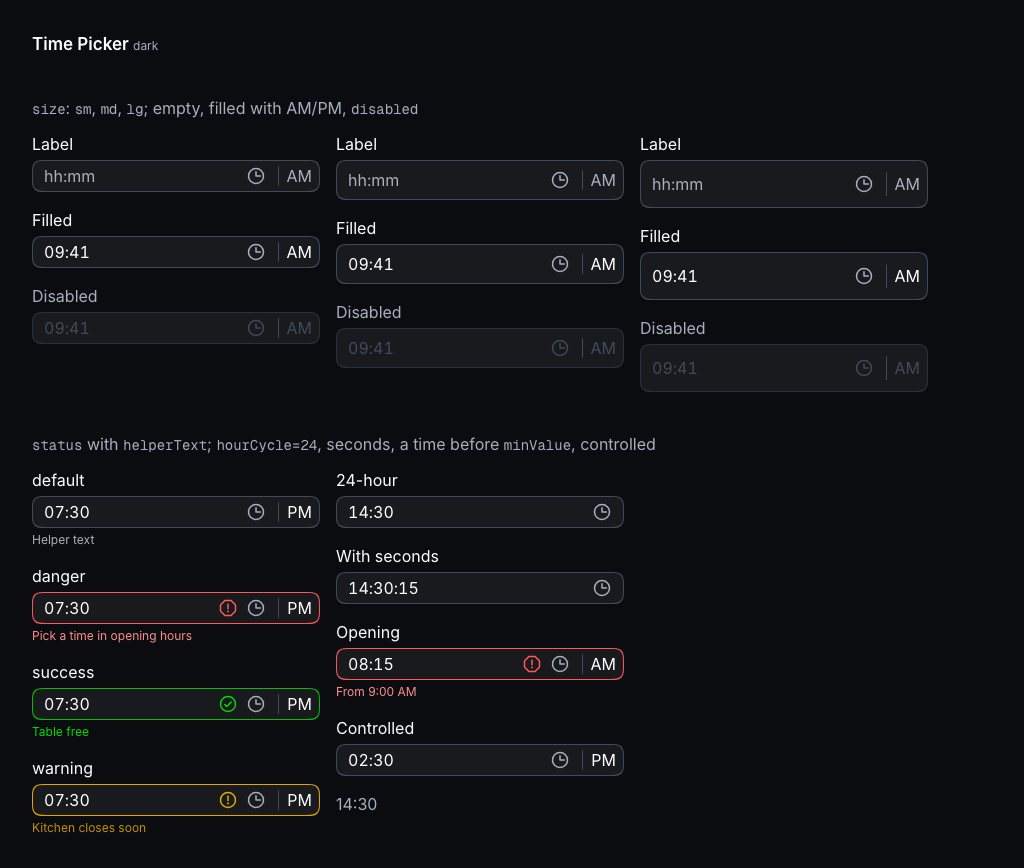 Time Picker dark
size: sm, md, lg; empty, filled with AM/PM, disabled
Label
hh:mm AM
Filled
09:41 AM
Disabled
09:41 AM
Label
hh:mm AM
Filled
09:41 AM
Disabled
09:41 AM
Label
hh:mm AM
Filled
09:41 AM
Disabled
09:41 AM
status with helperText; hourCycle=24, seconds, a time before minValue, controlled
default
07:30 PM
Helper text
danger
07:30 PM
Pick a time in opening hours
success
07:30 PM
Table free
warning
07:30 PM
Kitchen closes soon
24-hour
14:30
With seconds
14:30:15
Opening
08:15 AM
From 9:00 AM
Controlled
02:30 PM
14:30